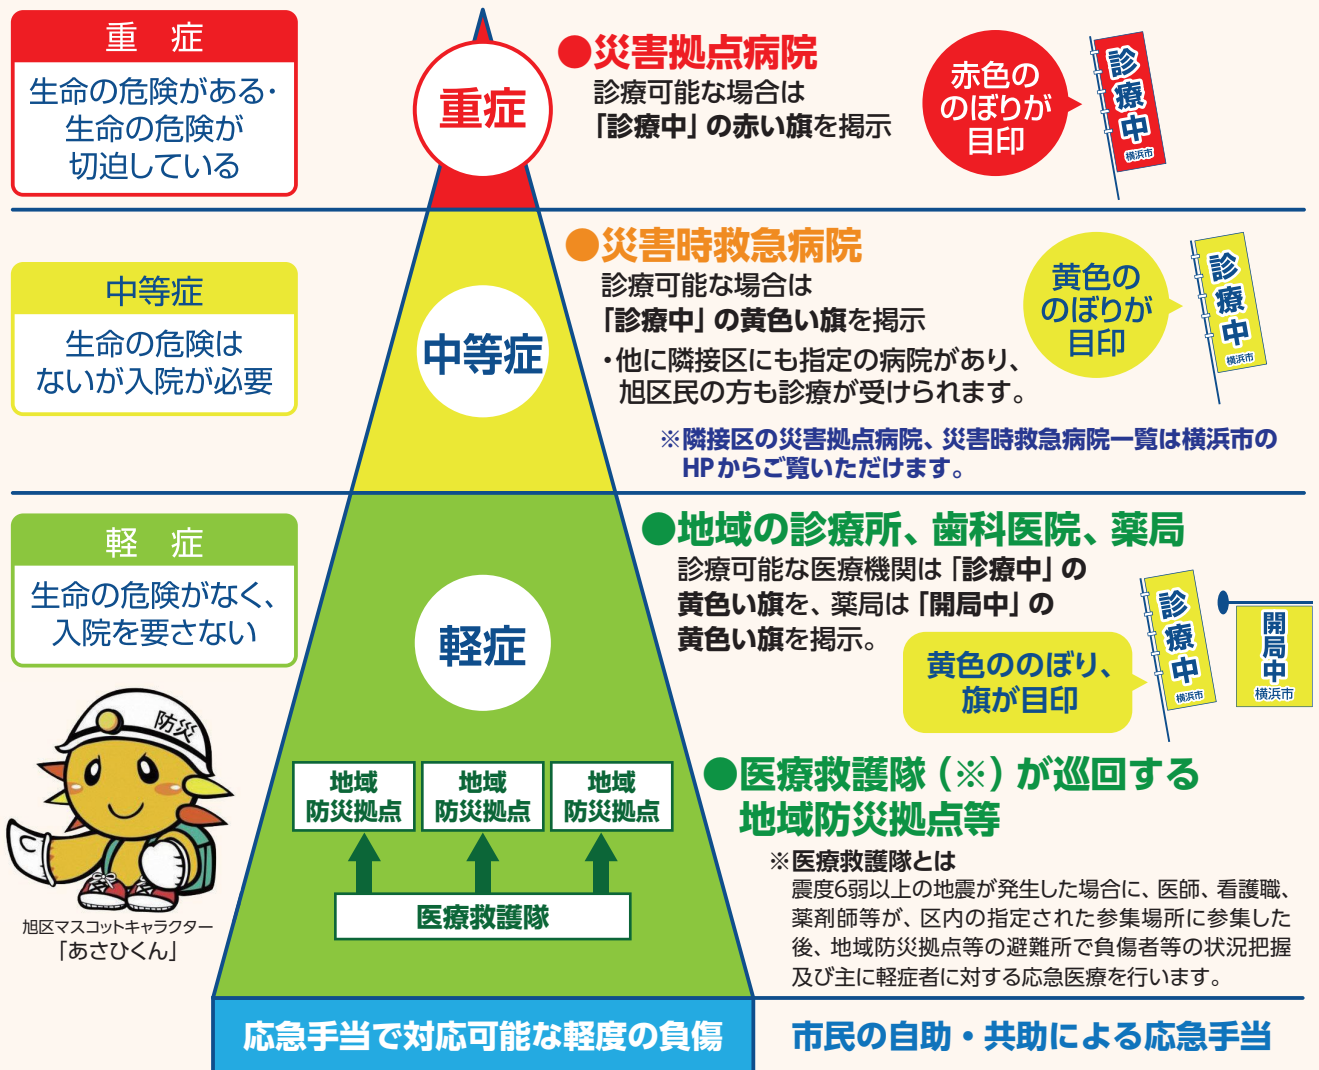 重 症
生命の危険がある・
生命の危険が
切迫している
重症
●災害拠点病院
診療可能な場合は
「診療中」の赤い旗を掲示
赤色の
のぼりが
目印
診療中
横浜市
中等症
生命の危険は
ないが入院が必要
中等症
●災害時救急病院
診療可能な場合は
「診療中」の黄色い旗を掲示
・他に隣接区にも指定の病院があり、
旭区民の方も診療が受けられます。
※隣接区の災害拠点病院、災害時救急病院一覧は横浜市の
HPからご覧いただけます。
黄色の
のぼりが
目印
診療中
横浜市
軽 症
生命の危険がなく、
入院を要さない
軽症
●地域の診療所、歯科医院、薬局
診療可能な医療機関は「診療中」の
黄色い旗を、薬局は「開局中」の
黄色い旗を掲示。
黄色ののぼり、
旗が目印
診療中
横浜市
開局中
横浜市
防災
旭区マスコットキャラクター
「あさひくん」
地域
防災拠点
地域
防災拠点
地域
防災拠点
医療救護隊
●医療救護隊(※)が巡回する
地域防災拠点等
※医療救護隊とは
震度6弱以上の地震が発生した場合に、医師、看護職、
薬剤師等が、区内の指定された参集場所に参集した
後、地域防災拠点等の避難所で負傷者等の状況把握
及び主に軽症者に対する応急医療を行います。
応急手当で対応可能な軽度の負傷
市民の自助・共助による応急手当